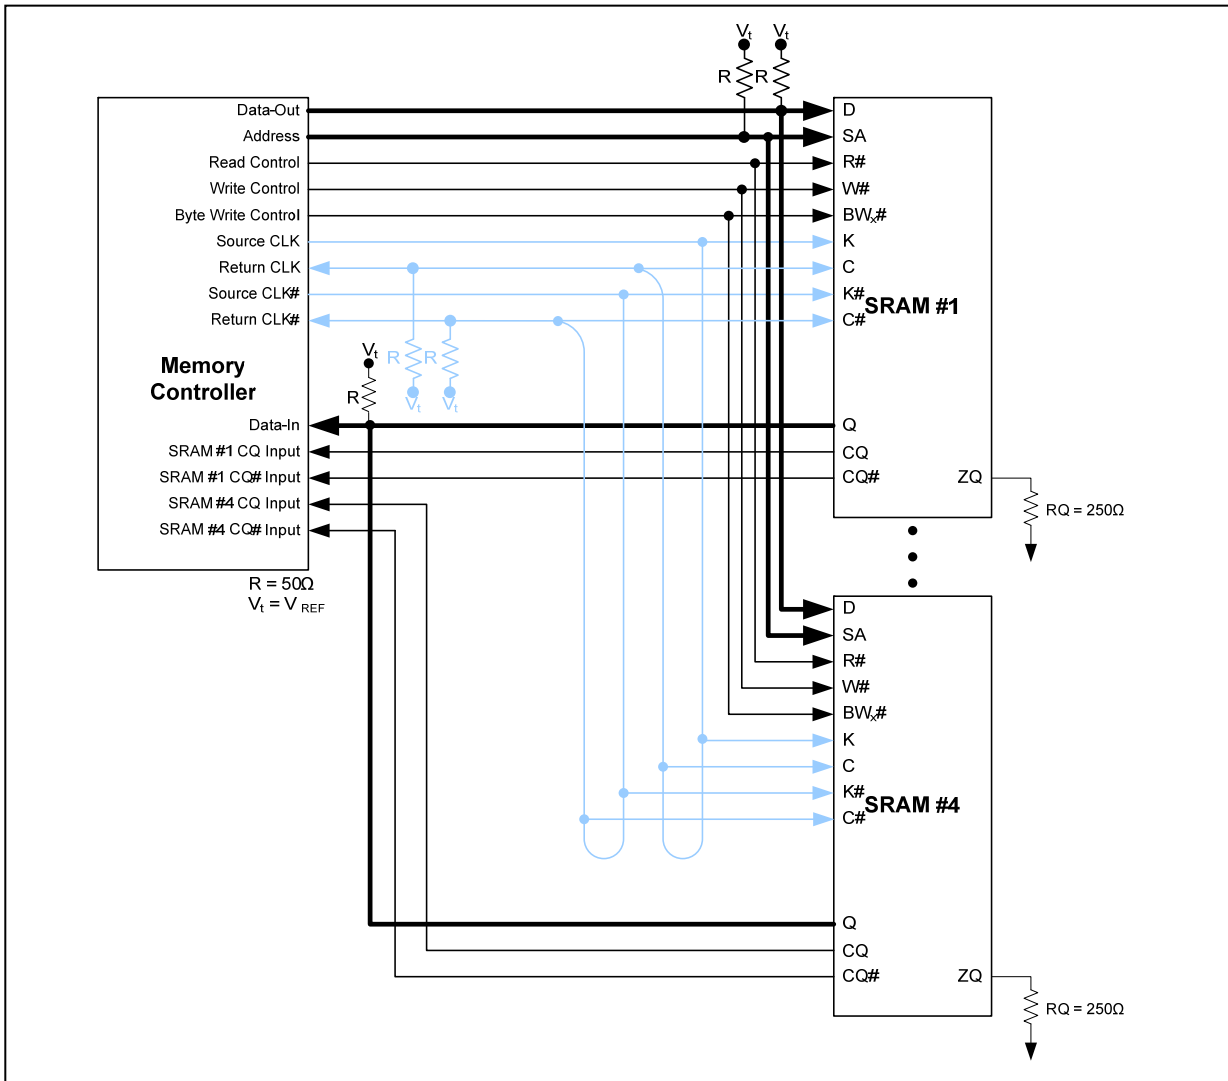 Vt Vt
R R
Data-Out
Address
Read Control
Write Control
Byte Write Control
Source CLK
Return CLK
Source CLK#
Return CLK#
Memory
Controller
Data-In
SRAM #1 CQ Input
SRAM #1 CQ# Input
SRAM #4 CQ Input
SRAM #4 CQ# Input
R = 50Ω
Vt = V REF
Vt
R
R R
Vt Vt
D
SA
R#
W#
BWx#
K
C
K#
C#
SRAM #1
Q
CQ
CQ# ZQ
RQ = 250Ω
D
SA
R#
W#
BWx#
K
C
K#
C#
SRAM #4
Q
CQ
CQ# ZQ
RQ = 250Ω